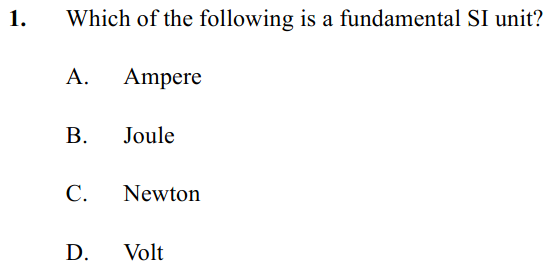 1. Which of the following is a fundamental SI unit?
A. Ampere
B. Joule
C. Newton
D. Volt